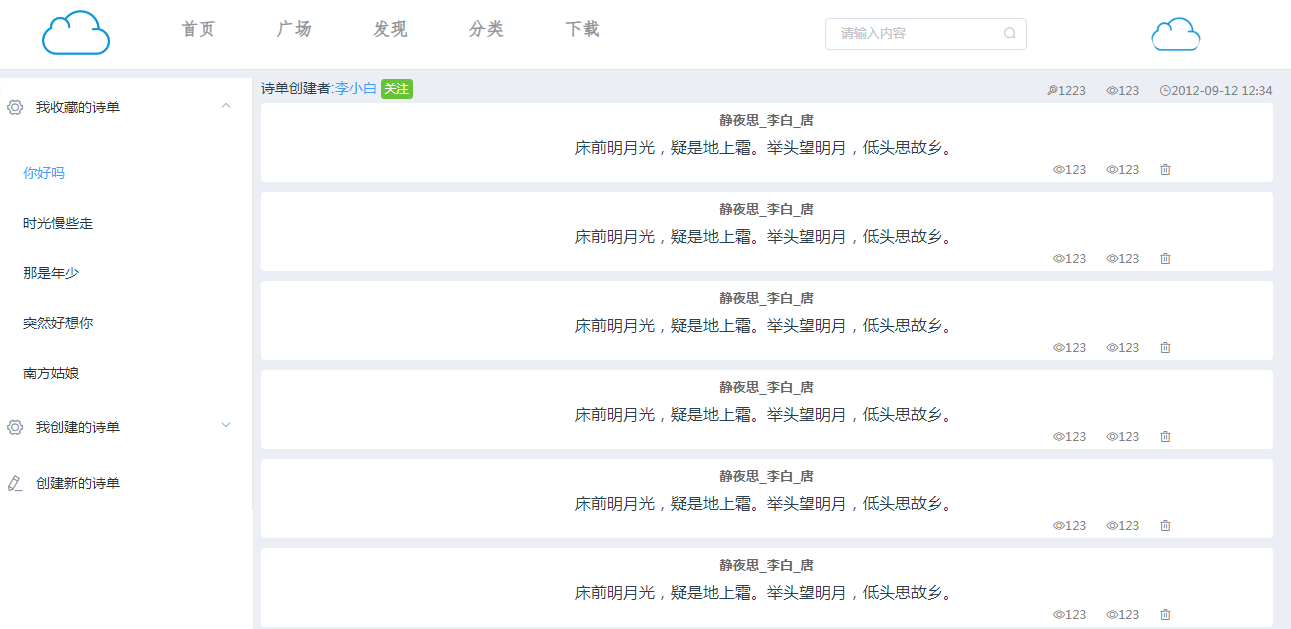 首页 广场 发现 分类 下载 请输入内容
我收藏的诗单
你好吗
时光慢些走
那是年少
突然好想你
南方姑娘
我创建的诗单
创建新的诗单
诗单创建者:李小白 关注 1223 123 2012-09-12 12:34
静夜思_李白_唐
床前明月光，疑是地上霜。举头望明月，低头思故乡。
123 123
静夜思_李白_唐
床前明月光，疑是地上霜。举头望明月，低头思故乡。
123 123
静夜思_李白_唐
床前明月光，疑是地上霜。举头望明月，低头思故乡。
123 123
静夜思_李白_唐
床前明月光，疑是地上霜。举头望明月，低头思故乡。
123 123
静夜思_李白_唐
床前明月光，疑是地上霜。举头望明月，低头思故乡。
123 123
静夜思_李白_唐
床前明月光，疑是地上霜。举头望明月，低头思故乡。
123 123